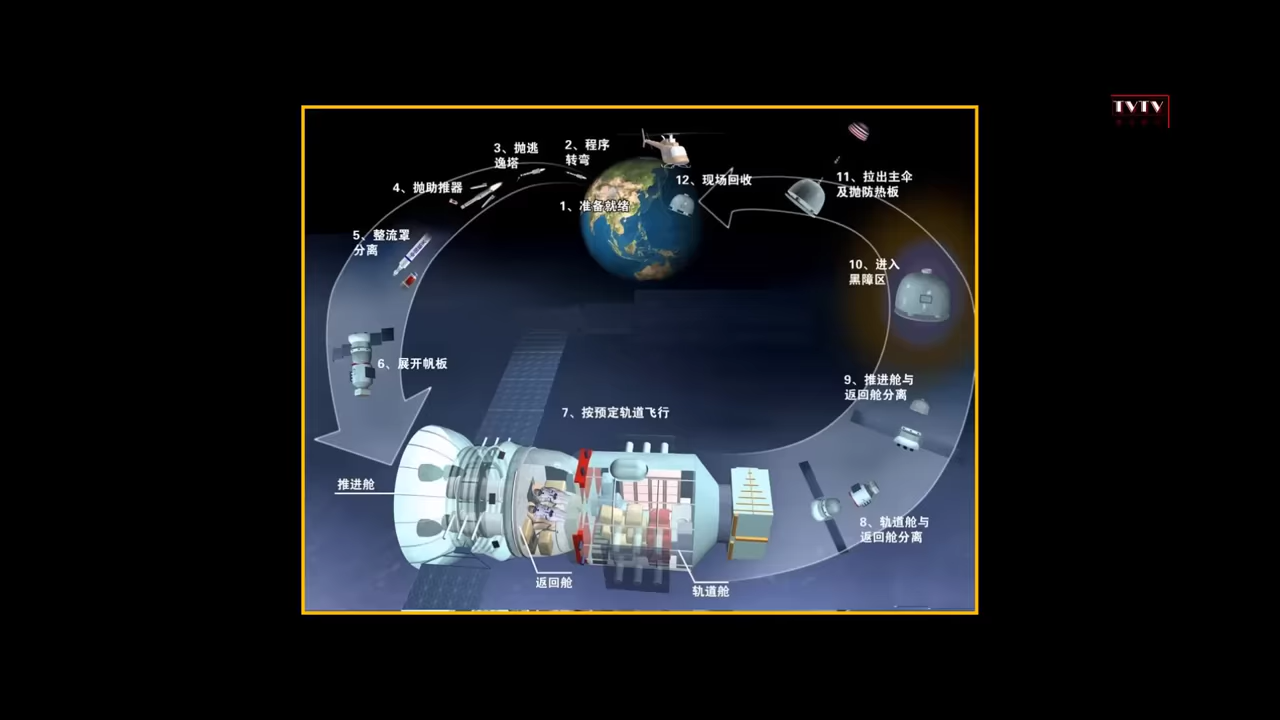 TVTV
3、抛逃
逸塔
2、程序
转弯
12、现场回收
11、拉出主伞
及抛防热板
4、抛助推器
1、准备就绪
5、整流罩
分离
10、进入
黑障区
6、展开帆板
9、推进舱与
返回舱分离
7、按预定轨道飞行
推进舱
8、轨道舱与
返回舱分离
返回舱
轨道舱